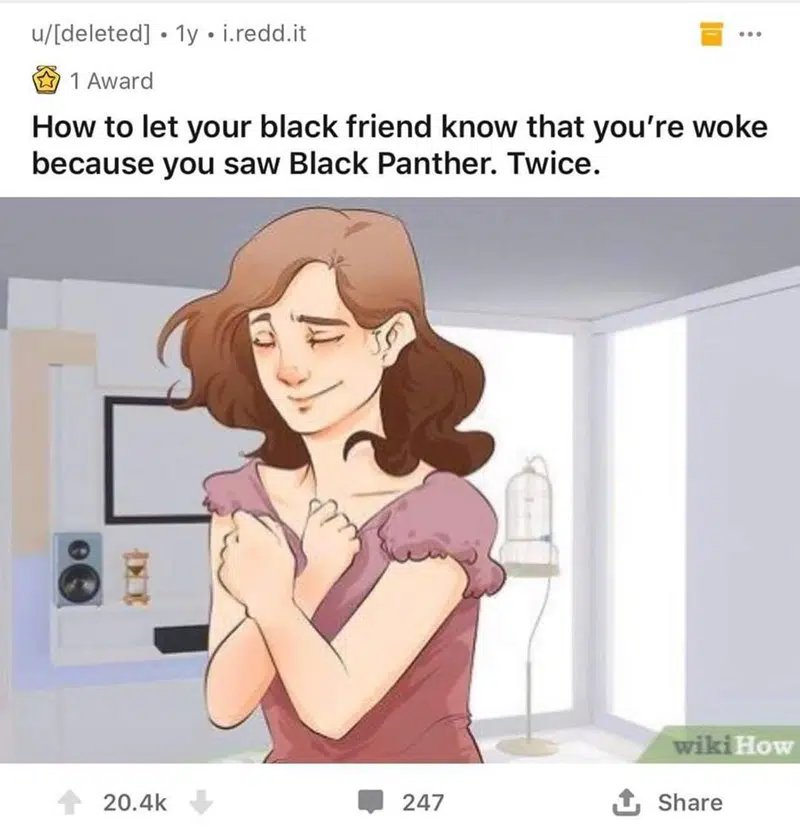 u/[deleted] • 1y • i.redd.it
1 Award
How to let your black friend know that you're woke
because you saw Black Panther. Twice.
wikiHow
20.4k 247 Share